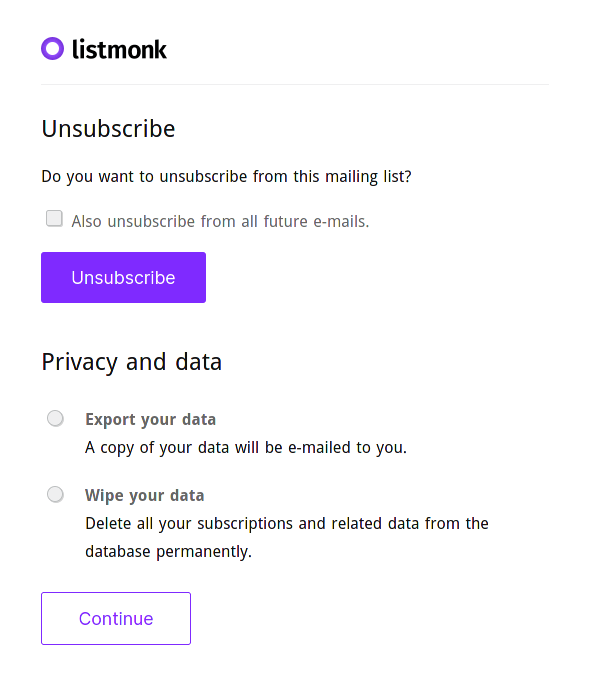 listmonk
Unsubscribe
Do you want to unsubscribe from this mailing list?
Also unsubscribe from all future e-mails.
Unsubscribe
Privacy and data
Export your data
A copy of your data will be e-mailed to you.
Wipe your data
Delete all your subscriptions and related data from the
database permanently.
Continue